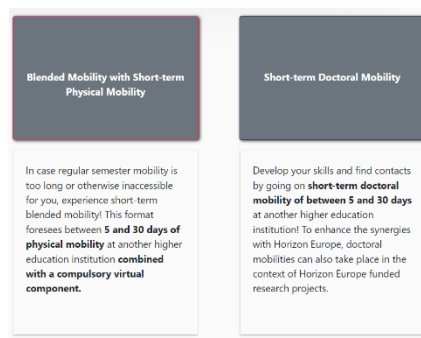 Blended Mobility with Short-term
Physical Mobility
In case regular semester mobility is
too long or otherwise inaccessible
for you, experience short-term
blended mobility! This format
foresees between 5 and 30 days of
physical mobility at another higher
education institution combined
with a compulsory virtual
component.
Short-term Doctoral Mobility
Develop your skills and find contacts
by going on short-term doctoral
mobility of between 5 and 30 days
at another higher education
institution! To enhance the synergies
with Horizon Europe, doctoral
mobilities can also take place in the
context of Horizon Europe funded
research projects.